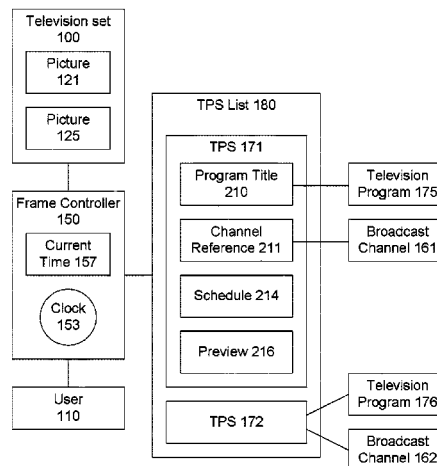 Television set
100
Picture
121
Picture
125
Frame Controller
150
Current
Time 157
Clock
153
User
110
TPS List 180
TPS 171
Program Title
210
Channel
Reference 211
Schedule 214
Preview 216
TPS 172
Television
Program 175
Broadcast
Channel 161
Television
Program 176
Broadcast
Channel 162